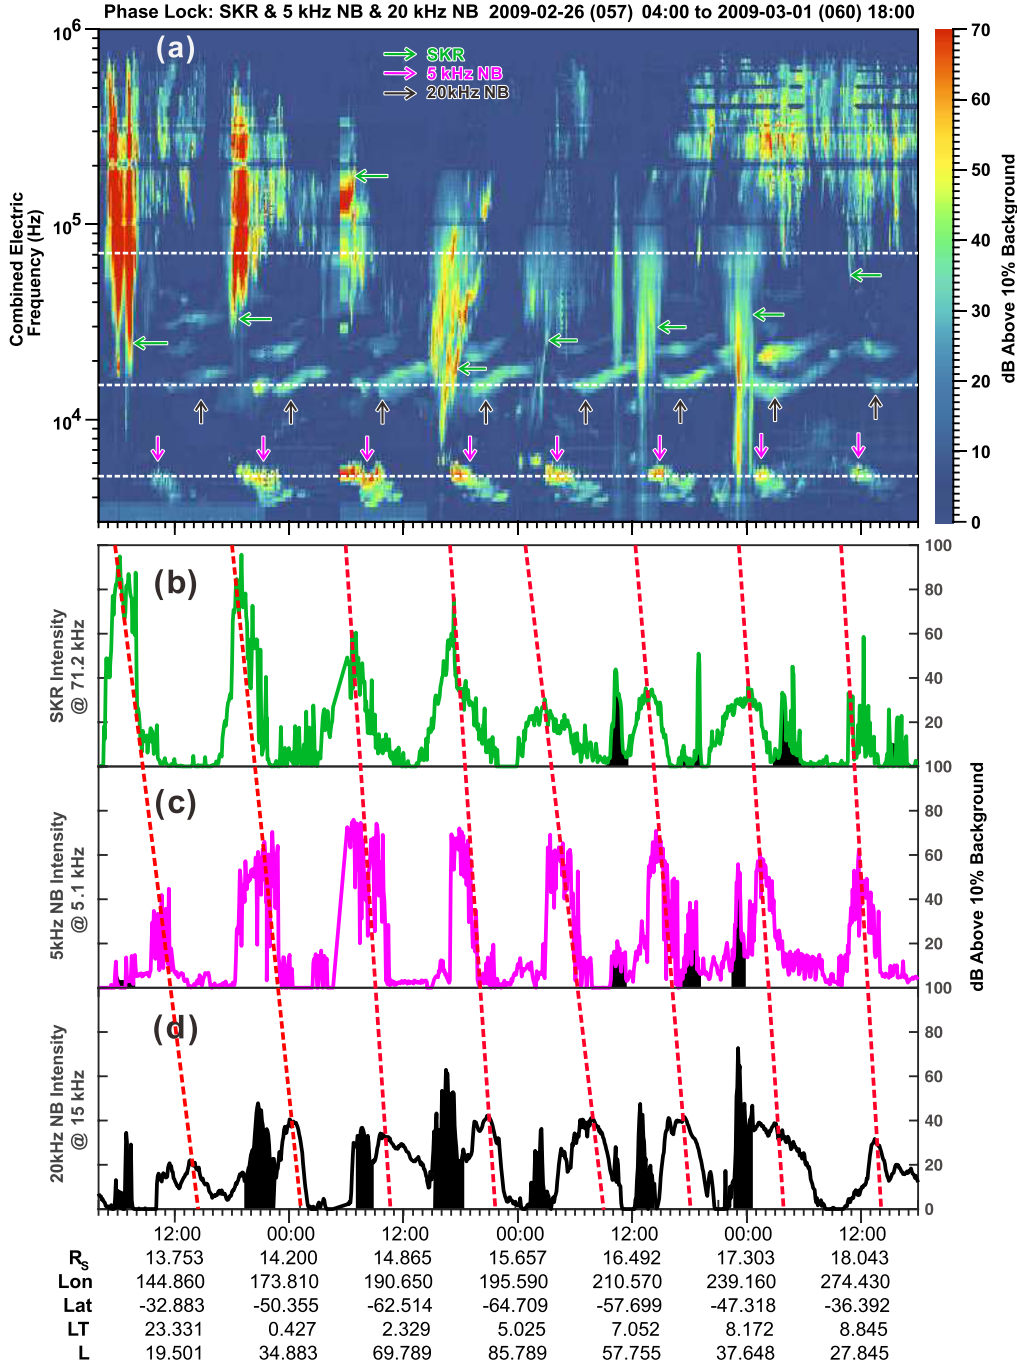 Phase Lock: SKR & 5 kHz NB & 20 kHz NB 2009-02-26 (057) 04:00 to 2009-03-01 (060) 18:00
(a)
SKR
5 kHz NB
20kHz NB
Combined Electric
Frequency (Hz)
10⁶
10⁵
10⁴
70
60
50
40
30
20
10
0
dB Above 10% Background
(b)
SKR Intensity
@ 71.2 kHz
100
80
60
40
20
(c)
5kHz NB Intensity
@ 5.1 kHz
100
80
60
40
20
(d)
20kHz NB Intensity
@ 15 kHz
100
80
60
40
20
0
dB Above 10% Background
12:00 00:00 12:00 00:00 12:00 00:00 12:00
R_S 13.753 14.200 14.865 15.657 16.492 17.303 18.043
Lon 144.860 173.810 190.650 195.590 210.570 239.160 274.430
Lat -32.883 -50.355 -62.514 -64.709 -57.699 -47.318 -36.392
LT 23.331 0.427 2.329 5.025 7.052 8.172 8.845
L 19.501 34.883 69.789 85.789 57.755 37.648 27.845